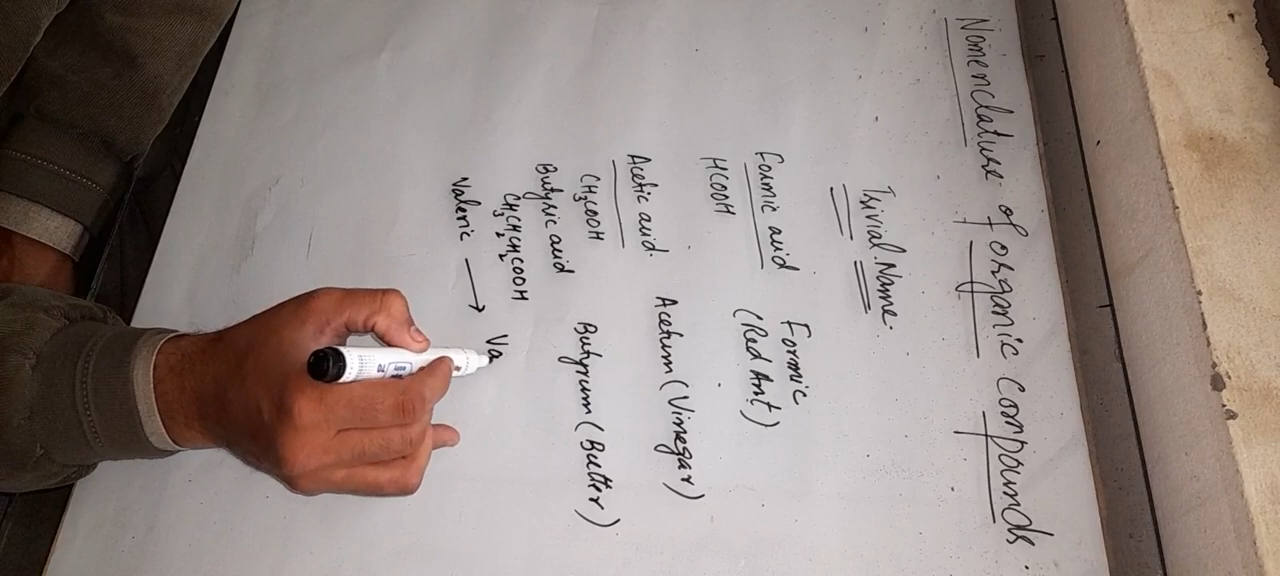 Nomenclature of organic compounds.
Trivial Name.
Formic acid Formic
HCOOH (Red Ant)
Acetic acid. Acetum (Vinegar)
CH3COOH
Butyric acid Butyrum (Butter)
CH3CH2CH2COOH
Valeric → Va